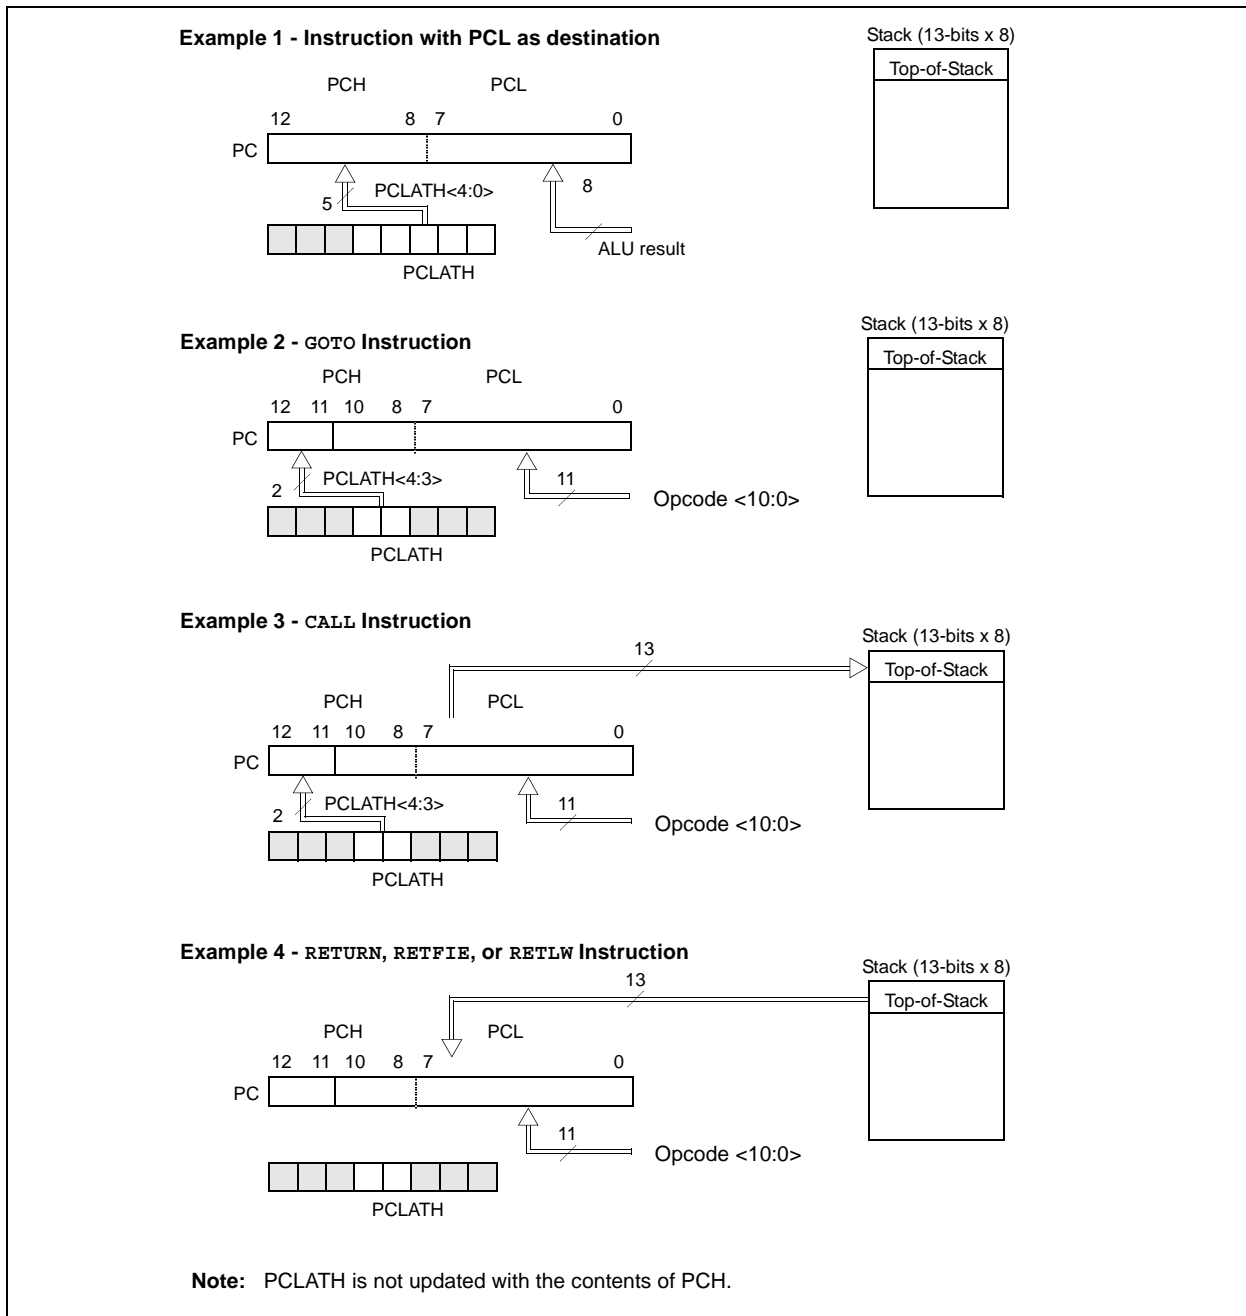 Example 1 - Instruction with PCL as destination
Stack (13-bits x 8)
Top-of-Stack
PCH PCL
12 8 7 0
PC
5 PCLATH<4:0> 8
ALU result
PCLATH
Example 2 - GOTO Instruction
Stack (13-bits x 8)
Top-of-Stack
PCH PCL
12 11 10 8 7 0
PC
2 PCLATH<4:3> 11
Opcode <10:0>
PCLATH
Example 3 - CALL Instruction
Stack (13-bits x 8)
13
Top-of-Stack
PCH PCL
12 11 10 8 7 0
PC
2 PCLATH<4:3> 11
Opcode <10:0>
PCLATH
Example 4 - RETURN, RETFIE, or RETLW Instruction
Stack (13-bits x 8)
13
Top-of-Stack
PCH PCL
12 11 10 8 7 0
PC
11
Opcode <10:0>
PCLATH
Note: PCLATH is not updated with the contents of PCH.